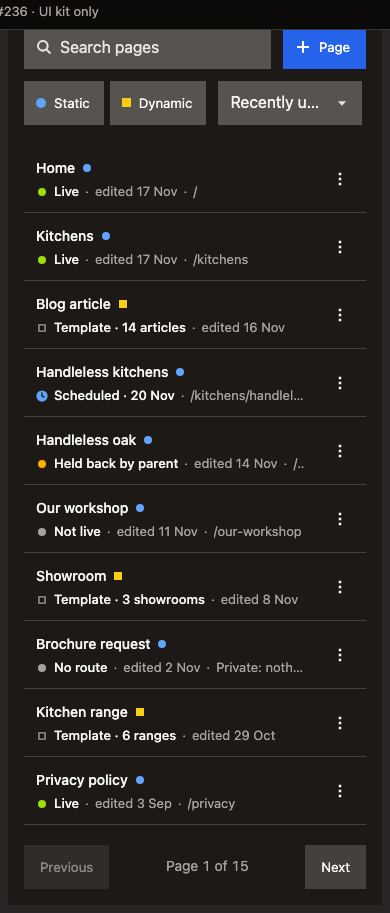 #236 · UI kit only
Search pages
+ Page
Static
Dynamic
Recently u...
Home
Live · edited 17 Nov · /
Kitchens
Live · edited 17 Nov · /kitchens
Blog article
Template · 14 articles · edited 16 Nov
Handleless kitchens
Scheduled · 20 Nov · /kitchens/handlel...
Handleless oak
Held back by parent · edited 14 Nov · /..
Our workshop
Not live · edited 11 Nov · /our-workshop
Showroom
Template · 3 showrooms · edited 8 Nov
Brochure request
No route · edited 2 Nov · Private: noth...
Kitchen range
Template · 6 ranges · edited 29 Oct
Privacy policy
Live · edited 3 Sep · /privacy
Previous
Page 1 of 15
Next